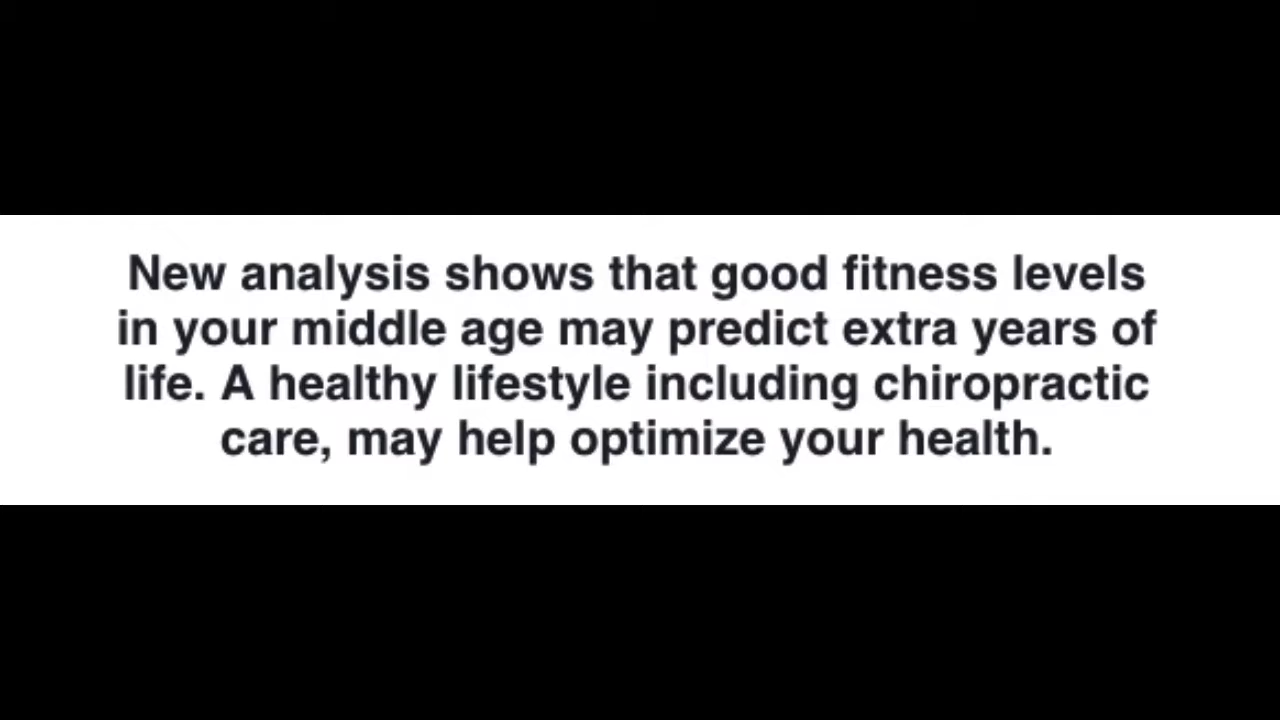 New analysis shows that good fitness levels
in your middle age may predict extra years of
life. A healthy lifestyle including chiropractic
care, may help optimize your health.